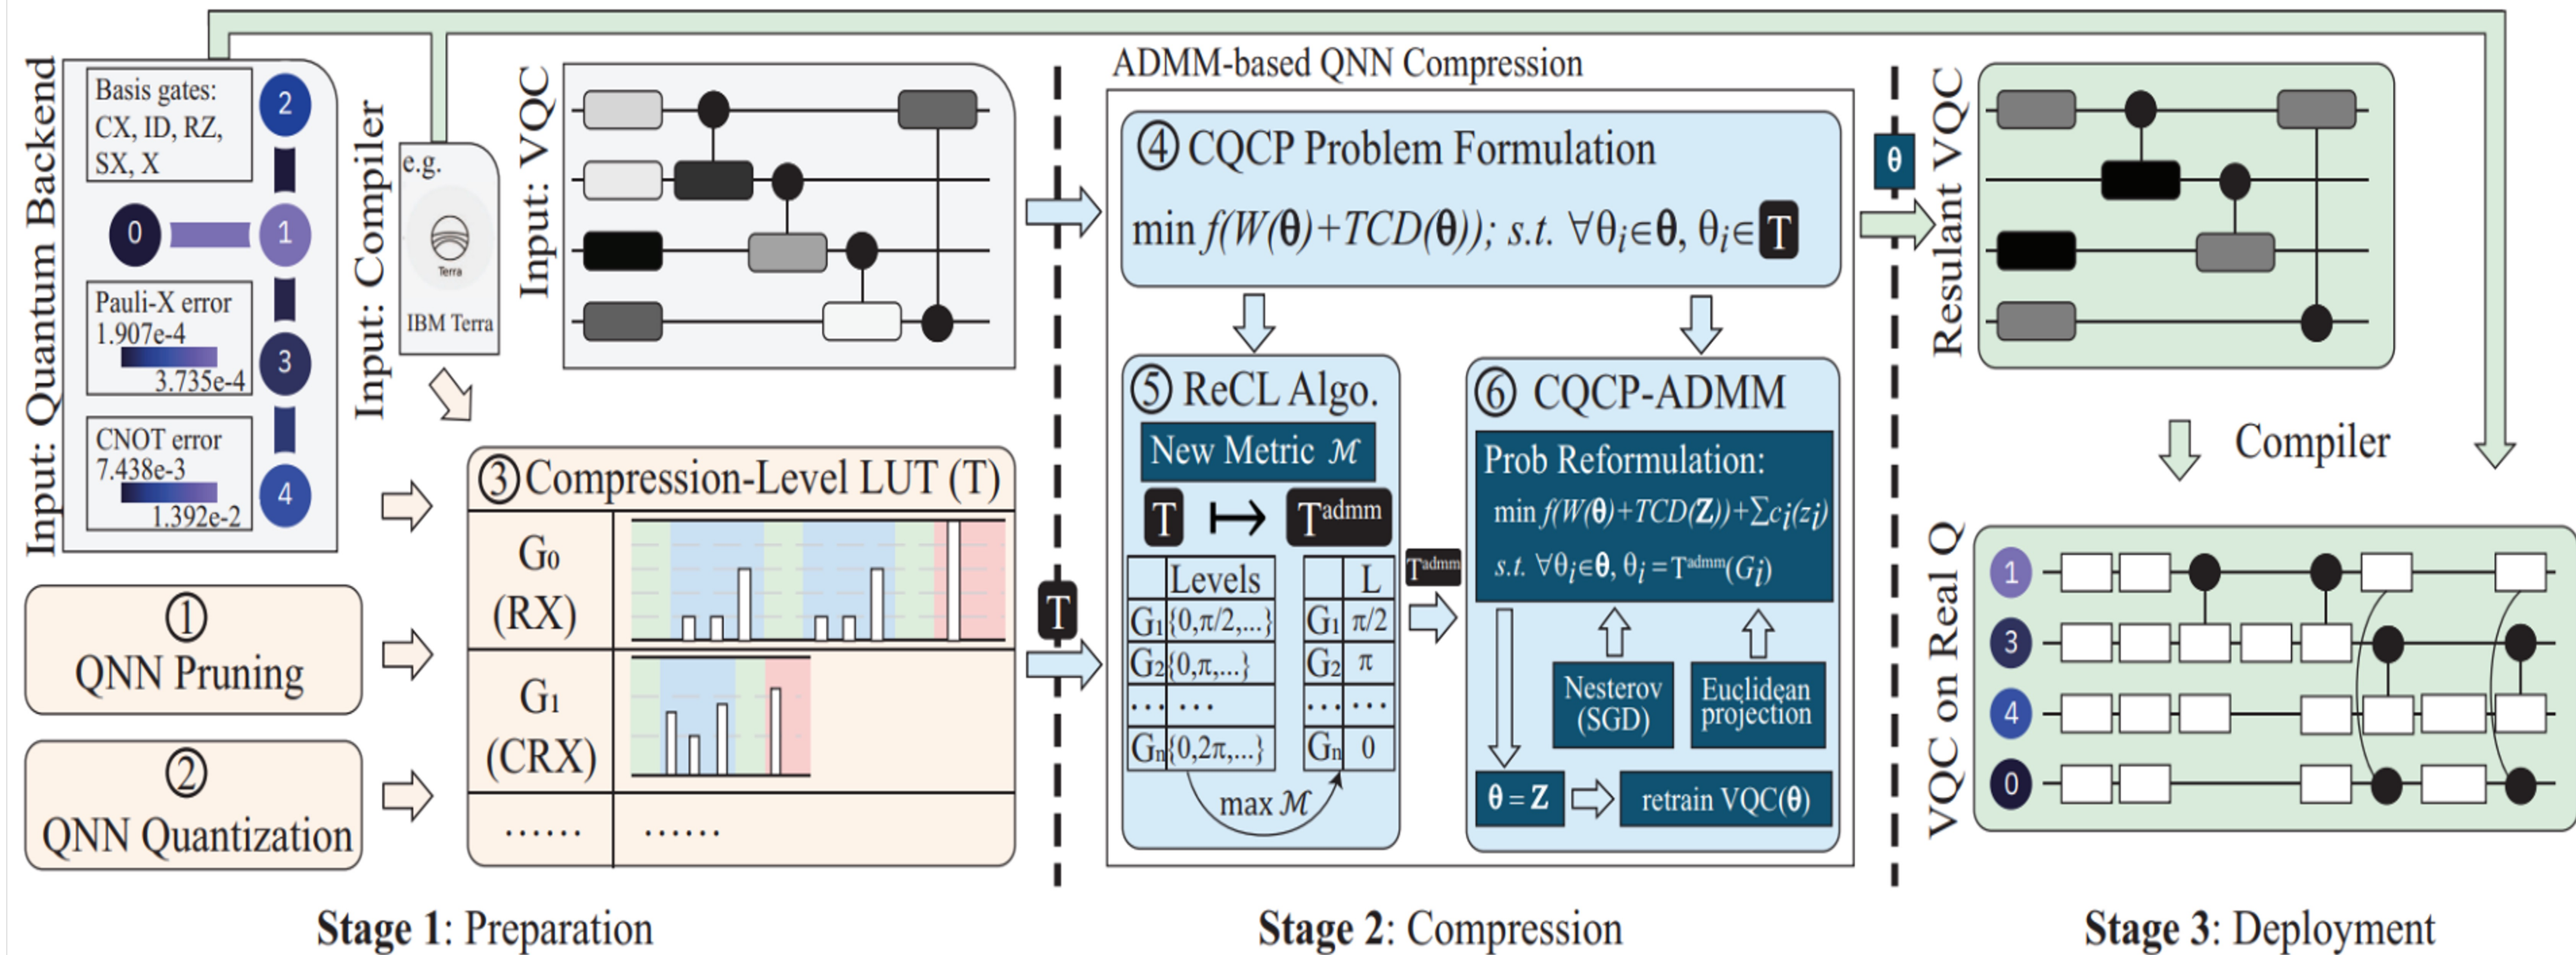 Input: Quantum Backend
Basis gates:
CX, ID, RZ,
SX, X
2
0
1
Pauli-X error
1.907e-4
3.735e-4
3
CNOT error
7.438e-3
1.392e-2
4
Input: Compiler
e.g.
Terra
IBM Terra
Input: VQC
①
QNN Pruning
②
QNN Quantization
③ Compression-Level LUT (T)
G₀
(RX)
G₁
(CRX)
......
......
T
ADMM-based QNN Compression
④ CQCP Problem Formulation
min f(W(θ)+TCD(θ)); s.t. ∀θᵢ∈θ, θᵢ∈ T
⑤ ReCL Algo.
New Metric ℳ
T ↦ Tᵃᵈᵐᵐ
Levels
G₁ {0,π/2,...}
G₂ {0,π,...}
... ...
Gₙ {0,2π,...}
L
G₁ π/2
G₂ π
... ...
Gₙ 0
max ℳ
Tᵃᵈᵐᵐ
⑥ CQCP-ADMM
Prob Reformulation:
min f(W(θ)+TCD(Z))+∑cᵢ(zᵢ)
s.t. ∀θᵢ∈θ, θᵢ=Tᵃᵈᵐᵐ(Gᵢ)
Nesterov
(SGD)
Euclidean
projection
θ = Z
retrain VQC(θ)
θ
Resulant VQC
Compiler
VQC on Real Q
1
3
4
0
Stage 1: Preparation
Stage 2: Compression
Stage 3: Deployment